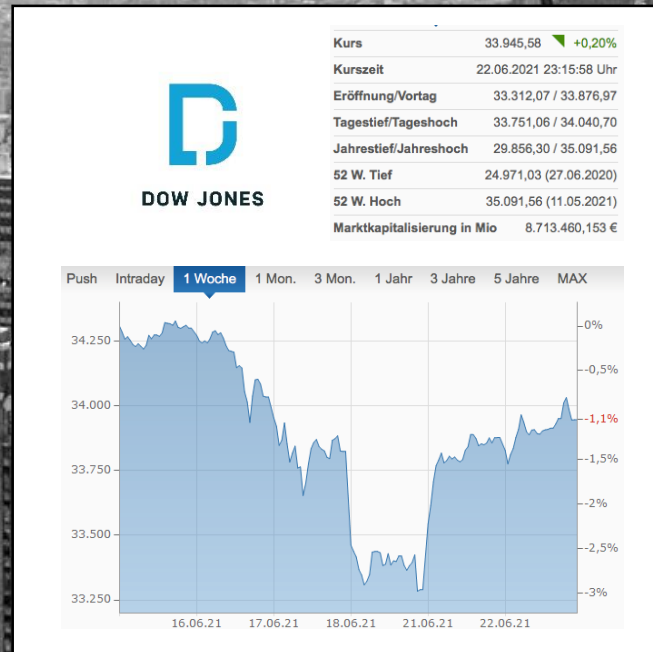 Kurs 33.945,58 +0,20%
Kurszeit 22.06.2021 23:15:58 Uhr
Eröffnung/Vortag 33.312,07 / 33.876,97
Tagestief/Tageshoch 33.751,06 / 34.040,70
Jahrestief/Jahreshoch 29.856,30 / 35.091,56
52 W. Tief 24.971,03 (27.06.2020)
52 W. Hoch 35.091,56 (11.05.2021)
Marktkapitalisierung in Mio 8.713.460,153 €
D
DOW JONES
Push Intraday 1 Woche 1 Mon. 3 Mon. 1 Jahr 3 Jahre 5 Jahre MAX
34.250
34.000
33.750
33.500
33.250
0%
-0,5%
-1,1%
-1,5%
-2%
-2,5%
-3%
16.06.21 17.06.21 18.06.21 21.06.21 22.06.21